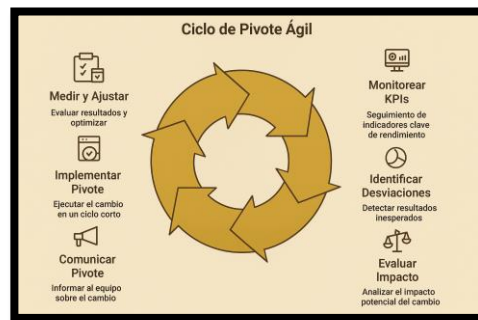 Ciclo de Pivote Ágil
Monitorear
KPIs
Seguimiento de
indicadores clave
de rendimiento
Identificar
Desviaciones
Detectar resultados
inesperados
Evaluar
Impacto
Analizar el impacto
potencial del cambio
Comunicar
Pivote
Informar al equipo
sobre el cambio
Implementar
Pivote
Ejecutar el cambio
en un ciclo corto
Medir y Ajustar
Evaluar resultados y
optimizar